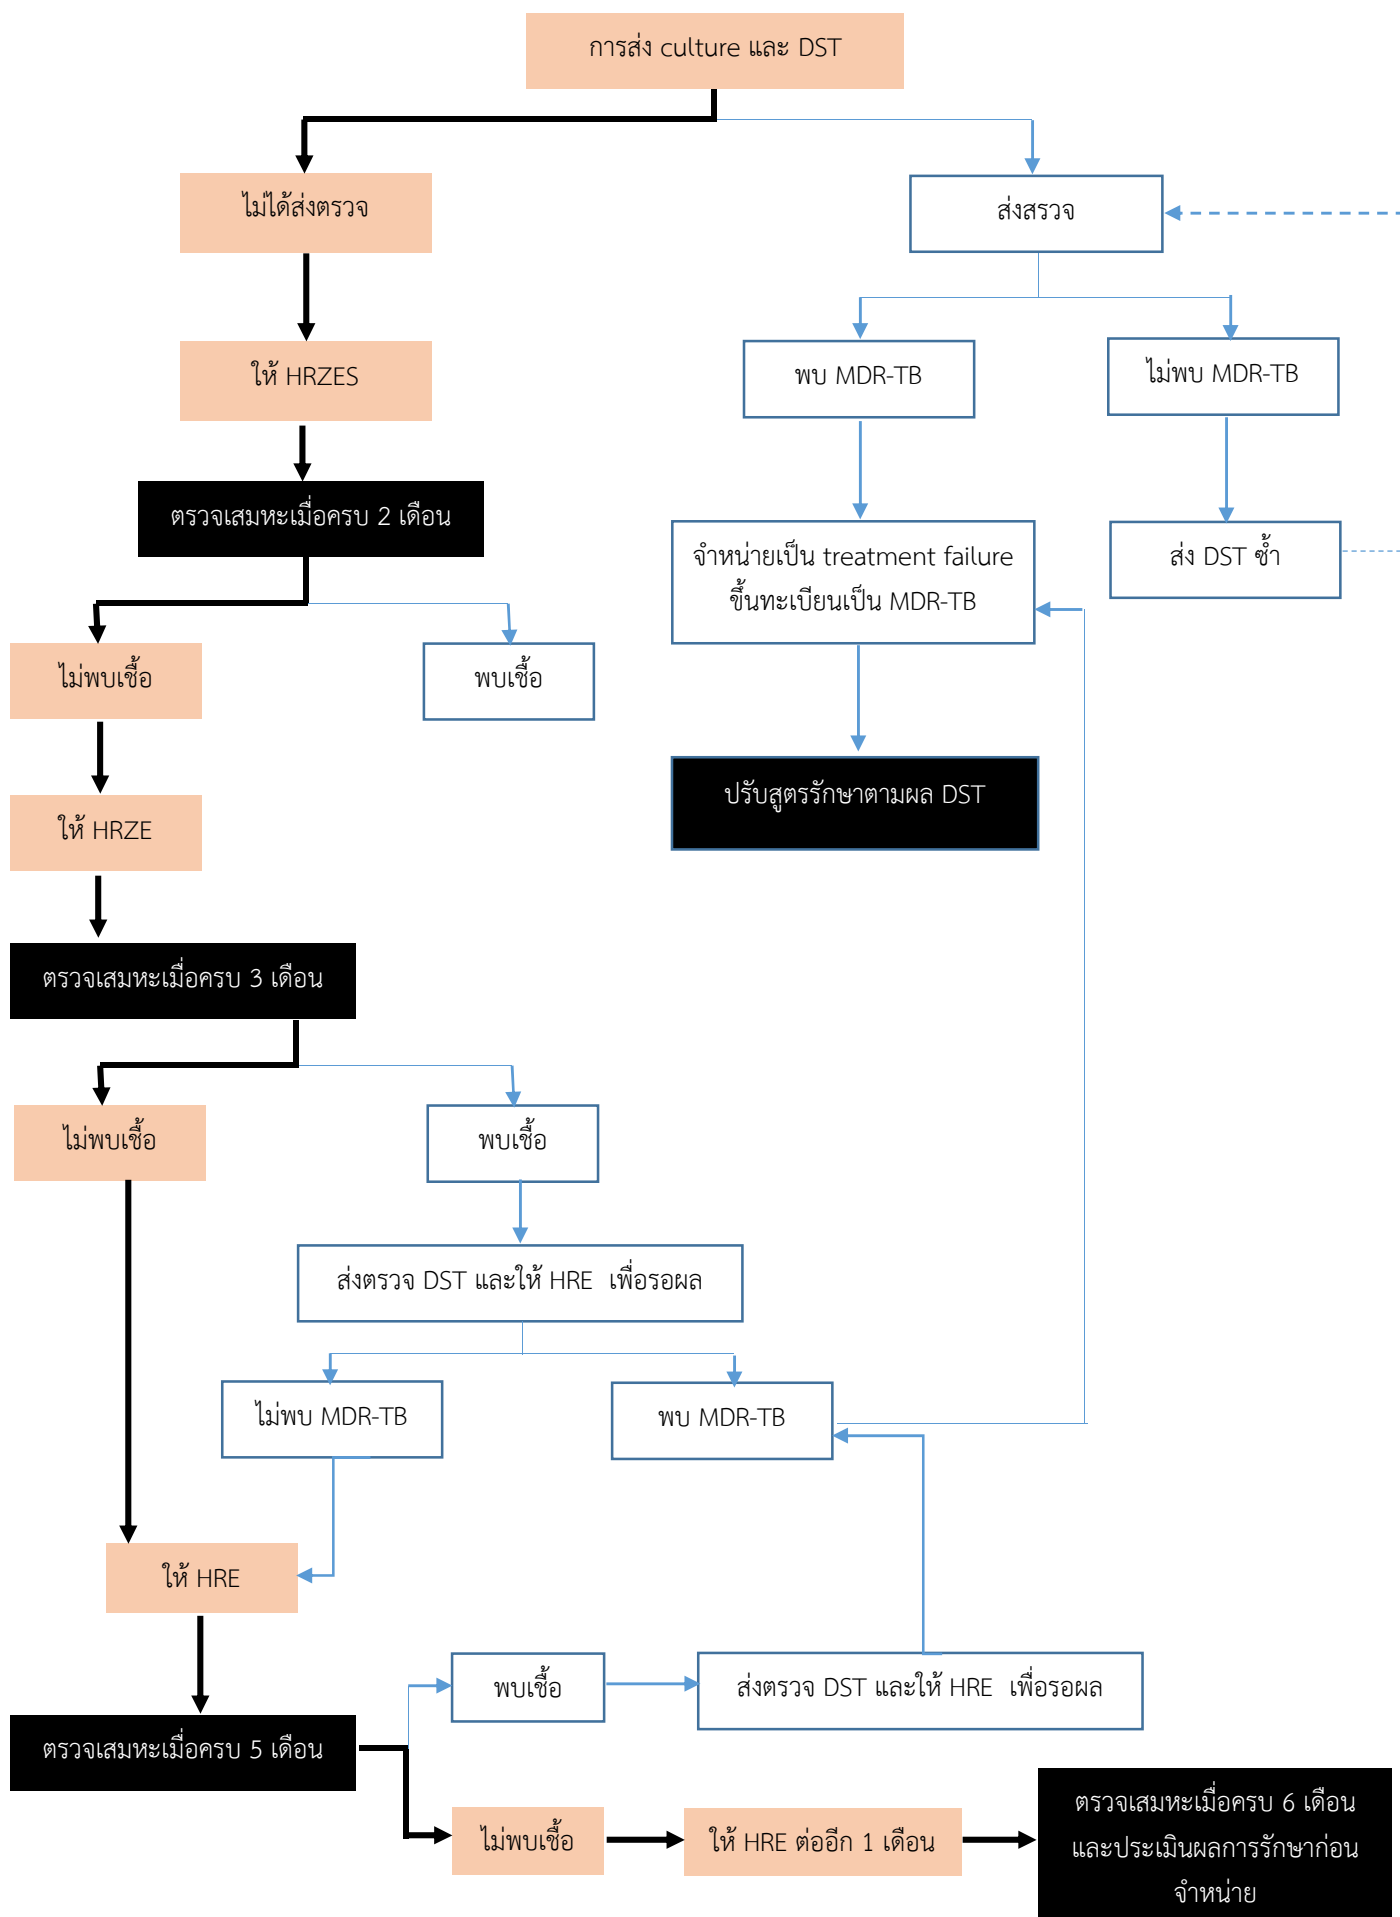 การส่ง culture และ DST
ไม่ได้ส่งตรวจ
ส่งสรวจ
ให้ HRZES
พบ MDR-TB
ไม่พบ MDR-TB
ตรวจเสมหะเมื่อครบ 2 เดือน
จำหน่ายเป็น treatment failure
ขึ้นทะเบียนเป็น MDR-TB
ส่ง DST ซ้ำ
ไม่พบเชื้อ
พบเชื้อ
ให้ HRZE
ปรับสูตรรักษาตามผล DST
ตรวจเสมหะเมื่อครบ 3 เดือน
ไม่พบเชื้อ
พบเชื้อ
ส่งตรวจ DST และให้ HRE เพื่อรอผล
ไม่พบ MDR-TB
พบ MDR-TB
ให้ HRE
พบเชื้อ
ส่งตรวจ DST และให้ HRE เพื่อรอผล
ตรวจเสมหะเมื่อครบ 5 เดือน
ไม่พบเชื้อ
ให้ HRE ต่ออีก 1 เดือน
ตรวจเสมหะเมื่อครบ 6 เดือน
และประเมินผลการรักษาก่อน
จำหน่าย